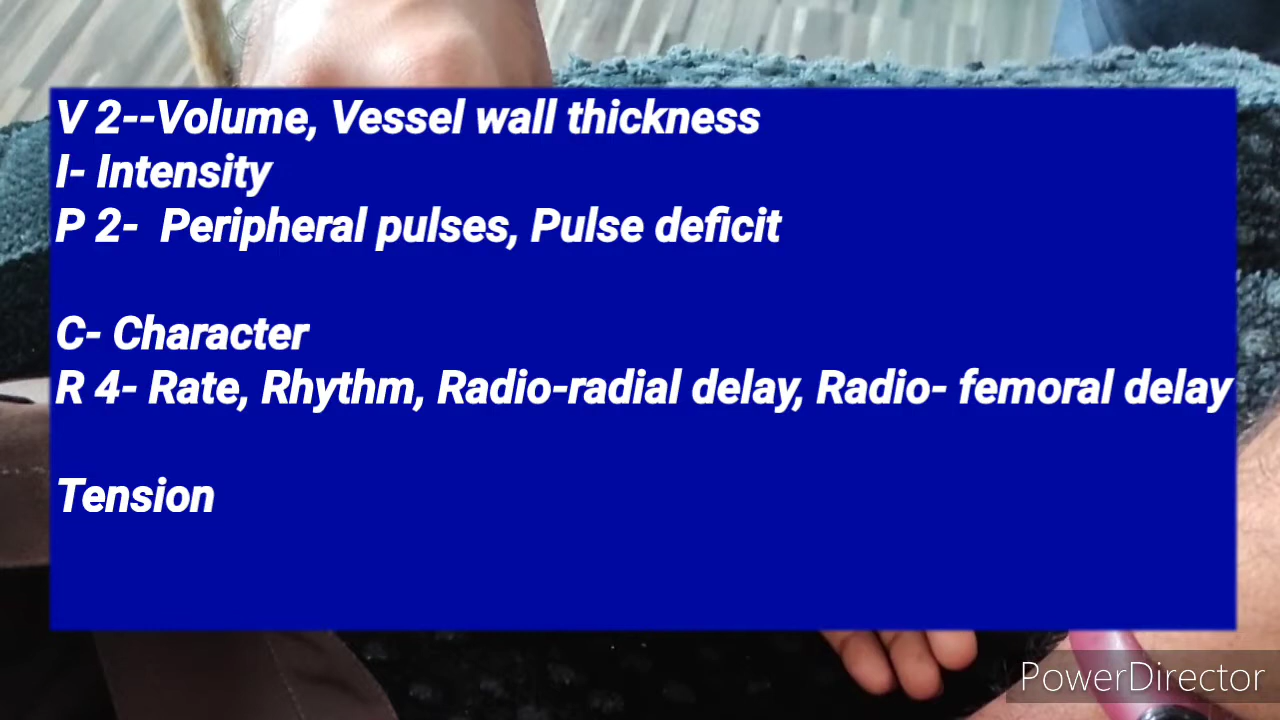 V 2--Volume, Vessel wall thickness
I- Intensity
P 2- Peripheral pulses, Pulse deficit
C- Character
R 4- Rate, Rhythm, Radio-radial delay, Radio- femoral delay
Tension
PowerDirector